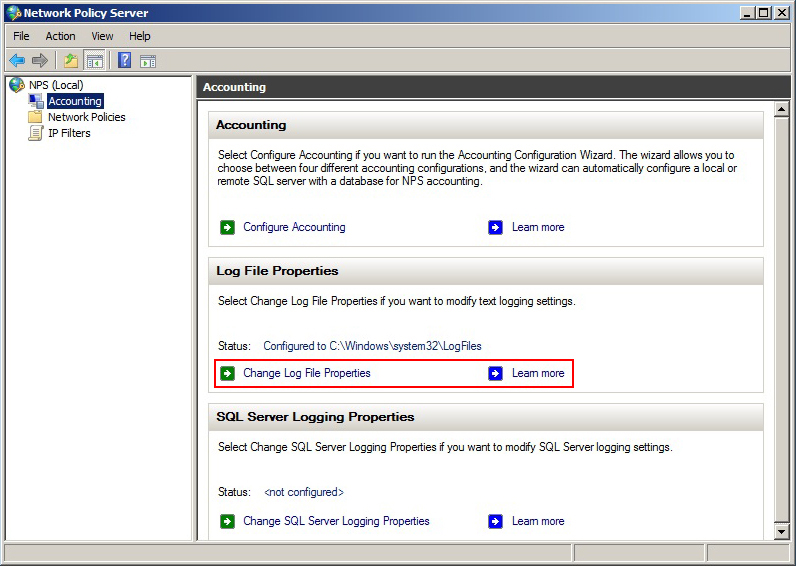 Network Policy Server
File Action View Help
NPS (Local)
Accounting
Network Policies
IP Filters
Accounting
Accounting
Select Configure Accounting if you want to run the Accounting Configuration Wizard. The wizard allows you to
choose between four different accounting configurations, and the wizard can automatically configure a local or
remote SQL server with a database for NPS accounting.
Configure Accounting Learn more
Log File Properties
Select Change Log File Properties if you want to modify text logging settings.
Status: Configured to C:\Windows\system32\LogFiles
Change Log File Properties Learn more
SQL Server Logging Properties
Select Change SQL Server Logging Properties if you want to modify SQL Server logging settings.
Status: <not configured>
Change SQL Server Logging Properties Learn more